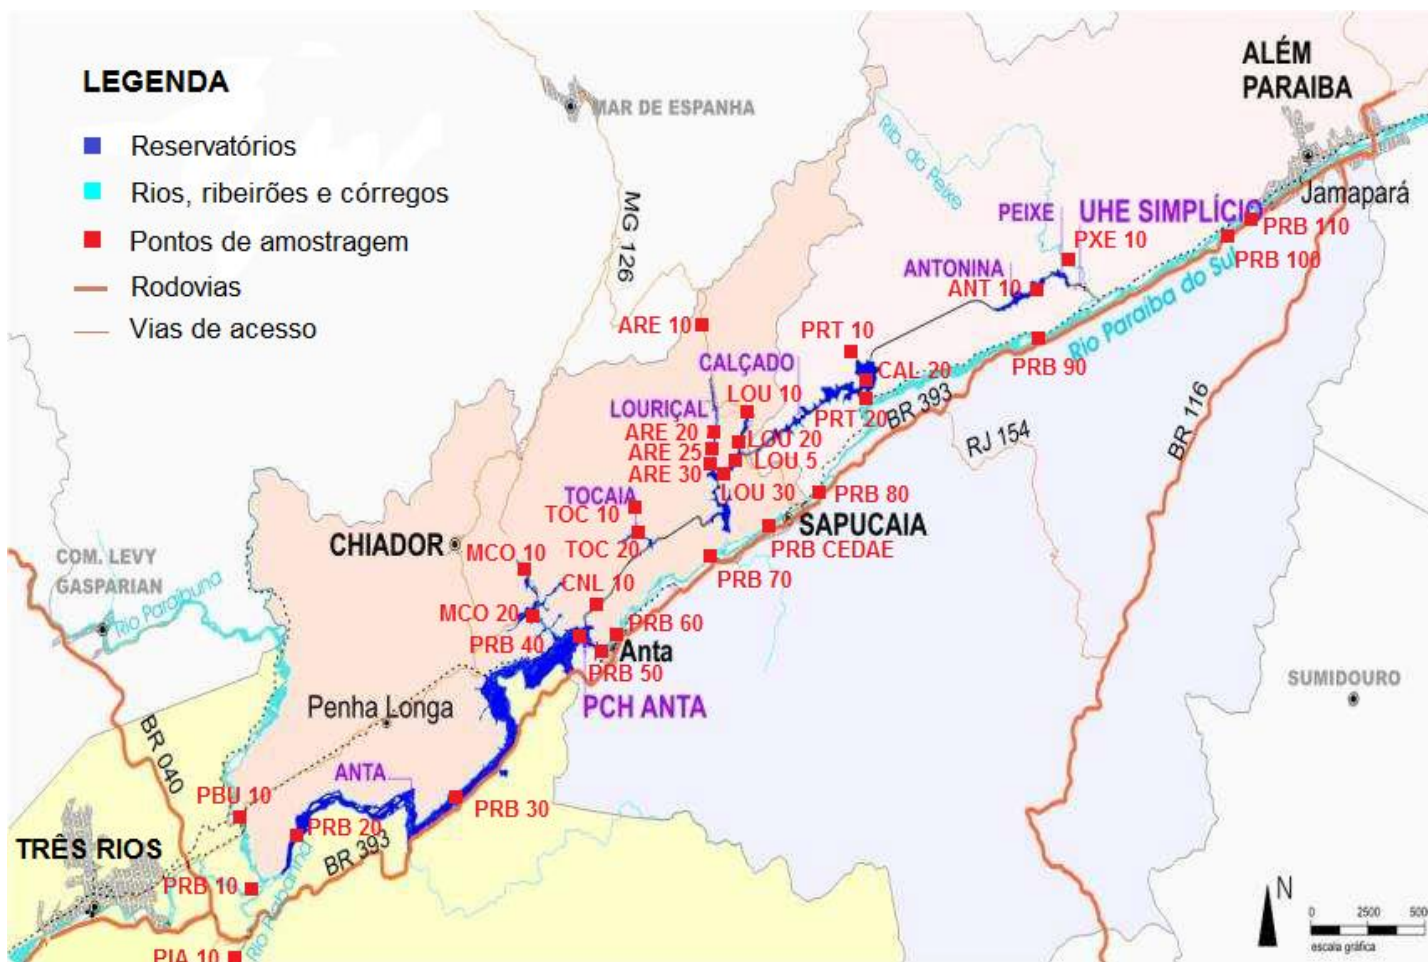 LEGENDA
Reservatórios
Rios, ribeirões e córregos
Pontos de amostragem
Rodovias
Vias de acesso
MAR DE ESPANHA
MG 126
Rib. do Peixe
ALÉM
PARAIBA
Jamapará
PEIXE
UHE SIMPLÍCIO
PXE 10
PRB 110
PRB 100
ANTONINA
ANT 10
Rio Paraiba do Sul
PRB 90
ARE 10
PRT 10
CALÇADO
CAL 20
LOU 10
PRT 20
BR 393
LOURIÇAL
ARE 20
LOU 20
ARE 25
LOU 5
ARE 30
LOU 30
RJ 154
BR 116
TOCAIA
TOC 10
PRB 80
SAPUCAIA
TOC 20
PRB CEDAE
CHIADOR
MCO 10
PRB 70
CNL 10
COM. LEVY
GASPARIAN
Rio Paraibuna
MCO 20
PRB 40
PRB 60
Anta
PRB 50
PCH ANTA
SUMIDOURO
Penha Longa
BR 040
ANTA
PRB 30
PBU 10
PRB 20
BR 393
TRÊS RIOS
PRB 10
PIA 10
N
0 2500 500
escala gráfica